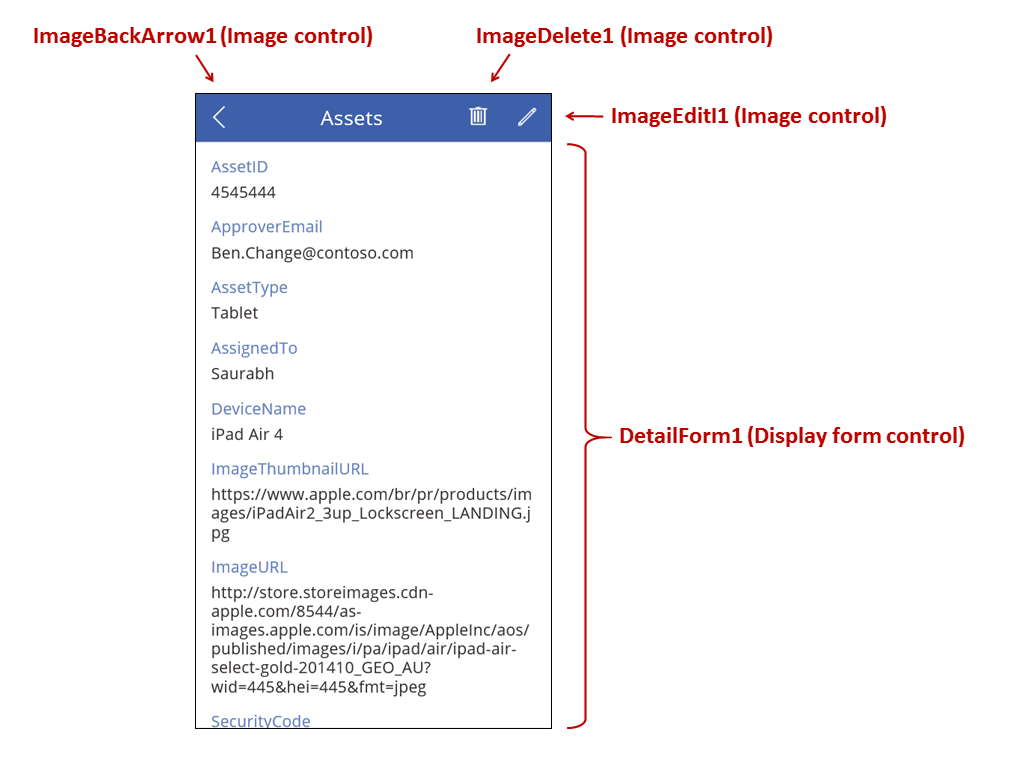 ImageBackArrow1 (Image control)
ImageDelete1 (Image control)
Assets
ImageEditI1 (Image control)
AssetID
4545444
ApproverEmail
Ben.Change@contoso.com
AssetType
Tablet
AssignedTo
Saurabh
DeviceName
iPad Air 4
DetailForm1 (Display form control)
ImageThumbnailURL
https://www.apple.com/br/pr/products/im
ages/iPadAir2_3up_Lockscreen_LANDING.j
pg
ImageURL
http://store.storeimages.cdn-
apple.com/8544/as-
images.apple.com/is/image/AppleInc/aos/
published/images/i/pa/ipad/air/ipad-air-
select-gold-201410_GEO_AU?
wid=445&hei=445&fmt=jpeg
SecurityCode